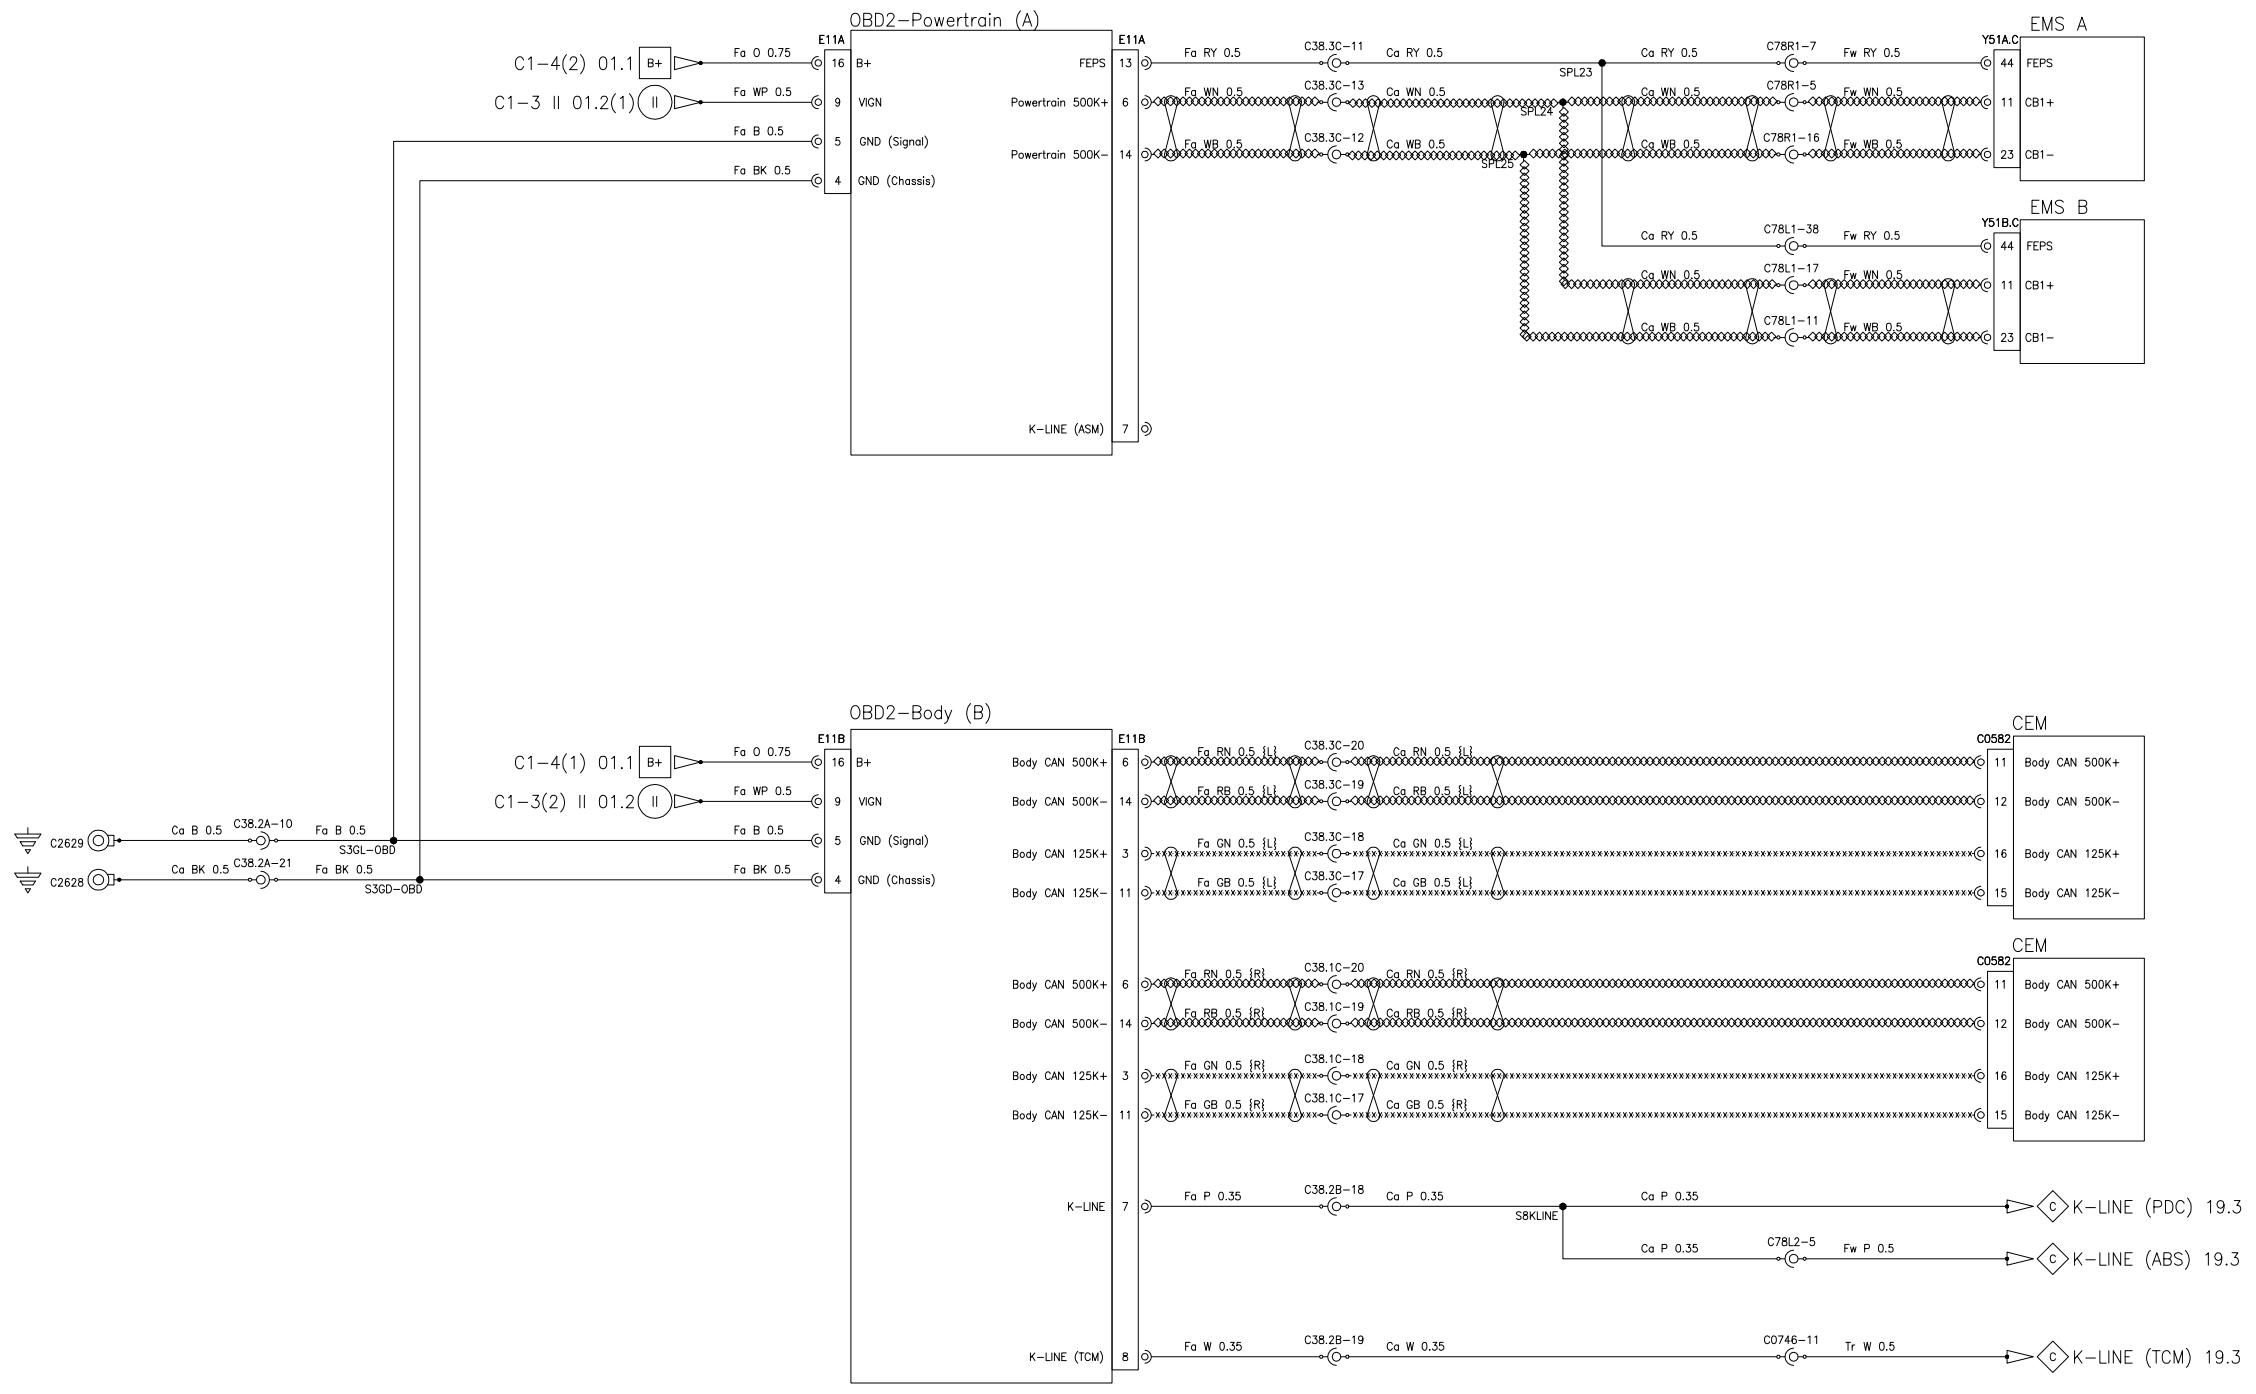 OBD2-Powertrain (A)
EMS A
E11A
E11A
Y51A.C
C1-4(2) 01.1
B+
Fa O 0.75
16
B+
FEPS
13
Fa RY 0.5
C38.3C-11
Ca RY 0.5
SPL23
Ca RY 0.5
C78R1-7
Fw RY 0.5
44
FEPS
C1-3 II 01.2(1)
II
Fa WP 0.5
9
VIGN
Powertrain 500K+
6
Fa WN 0.5
C38.3C-13
Ca WN 0.5
SPL24
Ca WN 0.5
C78R1-5
Fw WN 0.5
11
CB1+
Fa B 0.5
5
GND (Signal)
Powertrain 500K-
14
Fa WB 0.5
C38.3C-12
Ca WB 0.5
SPL25
Ca WB 0.5
C78R1-16
Fw WB 0.5
23
CB1-
Fa BK 0.5
4
GND (Chassis)
EMS B
Y51B.C
Ca RY 0.5
C78L1-38
Fw RY 0.5
44
FEPS
Ca WN 0.5
C78L1-17
Fw WN 0.5
11
CB1+
Ca WB 0.5
C78L1-11
Fw WB 0.5
23
CB1-
K-LINE (ASM)
7
OBD2-Body (B)
CEM
E11B
E11B
C0582
C1-4(1) 01.1
B+
Fa O 0.75
16
B+
Body CAN 500K+
6
Fa RN 0.5 {L}
C38.3C-20
Ca RN 0.5 {L}
11
Body CAN 500K+
C1-3(2) II 01.2
II
Fa WP 0.5
9
VIGN
Body CAN 500K-
14
Fa RB 0.5 {L}
C38.3C-19
Ca RB 0.5 {L}
12
Body CAN 500K-
C2629
Ca B 0.5
C38.2A-10
Fa B 0.5
S3GL-OBD
Fa B 0.5
5
GND (Signal)
Body CAN 125K+
3
Fa GN 0.5 {L}
C38.3C-18
Ca GN 0.5 {L}
16
Body CAN 125K+
C2628
Ca BK 0.5
C38.2A-21
Fa BK 0.5
S3GD-OBD
Fa BK 0.5
4
GND (Chassis)
Body CAN 125K-
11
Fa GB 0.5 {L}
C38.3C-17
Ca GB 0.5 {L}
15
Body CAN 125K-
CEM
C0582
Body CAN 500K+
6
Fa RN 0.5 {R}
C38.1C-20
Ca RN 0.5 {R}
11
Body CAN 500K+
Body CAN 500K-
14
Fa RB 0.5 {R}
C38.1C-19
Ca RB 0.5 {R}
12
Body CAN 500K-
Body CAN 125K+
3
Fa GN 0.5 {R}
C38.1C-18
Ca GN 0.5 {R}
16
Body CAN 125K+
Body CAN 125K-
11
Fa GB 0.5 {R}
C38.1C-17
Ca GB 0.5 {R}
15
Body CAN 125K-
K-LINE
7
Fa P 0.35
C38.2B-18
Ca P 0.35
S8KLINE
Ca P 0.35
C
K-LINE (PDC) 19.3
Ca P 0.35
C78L2-5
Fw P 0.5
C
K-LINE (ABS) 19.3
K-LINE (TCM)
8
Fa W 0.35
C38.2B-19
Ca W 0.35
C0746-11
Tr W 0.5
C
K-LINE (TCM) 19.3